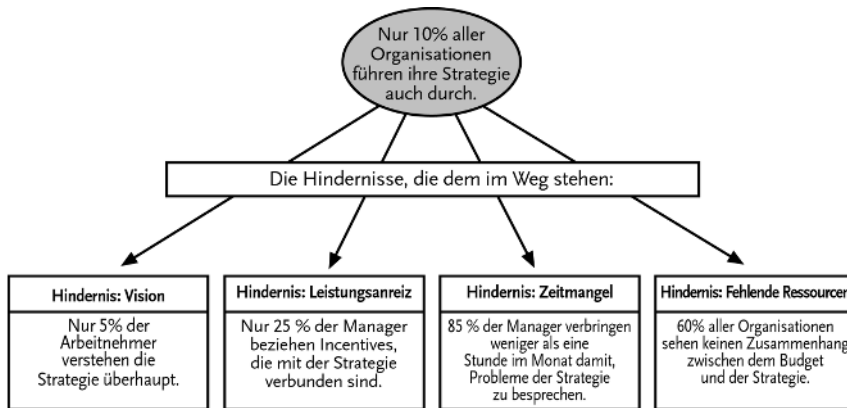 Nur 10% aller
Organisationen
führen ihre Strategie
auch durch.
Die Hindernisse, die dem im Weg stehen:
Hindernis: Vision
Nur 5% der
Arbeitnehmer
verstehen die
Strategie überhaupt.
Hindernis: Leistungsanreiz
Nur 25 % der Manager
beziehen Incentives,
die mit der Strategie
verbunden sind.
Hindernis: Zeitmangel
85 % der Manager verbringen
weniger als eine
Stunde im Monat damit,
Probleme der Strategie
zu besprechen.
Hindernis: Fehlende Ressourcen
60% aller Organisationen
sehen keinen Zusammenhang
zwischen dem Budget
und der Strategie.